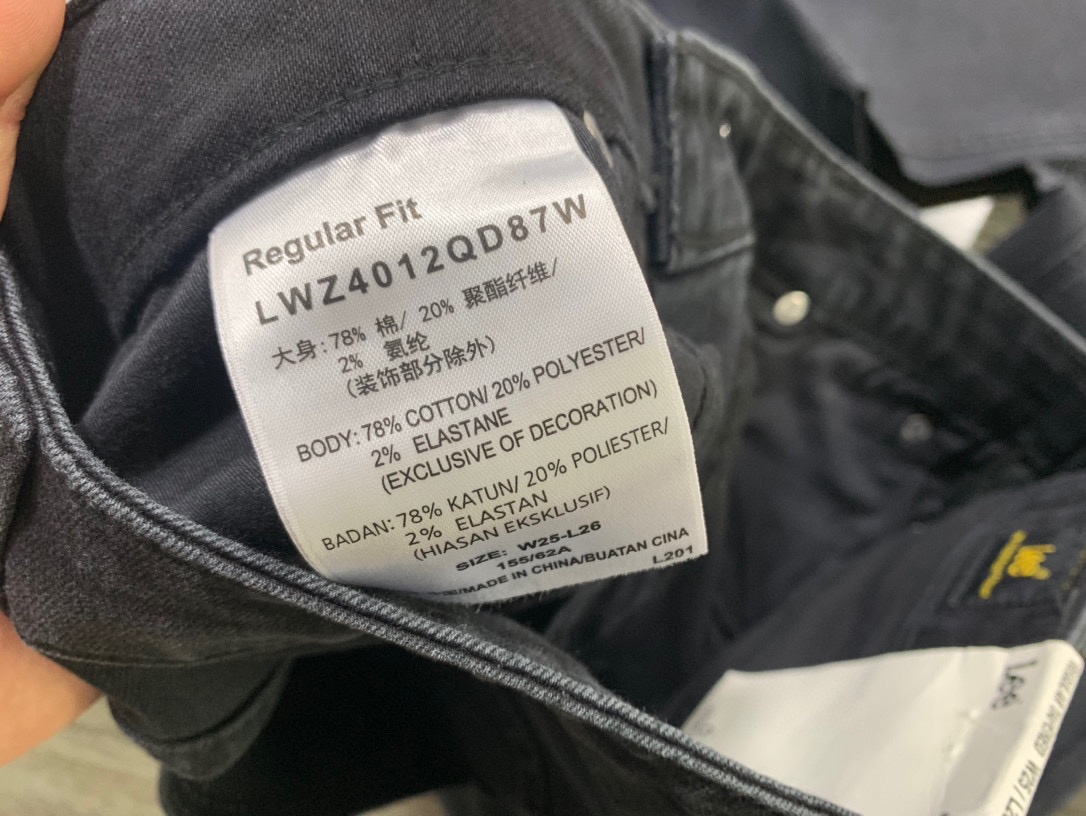 Regular Fit
LWZ4012QD87W
大身:78% 棉/ 20% 聚酯纤维/
2% 氨纶
(装饰部分除外)
BODY: 78% COTTON/ 20% POLYESTER/
2% ELASTANE
(EXCLUSIVE OF DECORATION)
BADAN: 78% KATUN/ 20% POLIESTER/
2% ELASTAN
(HIASAN EKSKLUSIF)
SIZE: W25-L26
155/62A
/MADE IN CHINA/BUATAN CINA
L201
Lee
Lee
W25 /